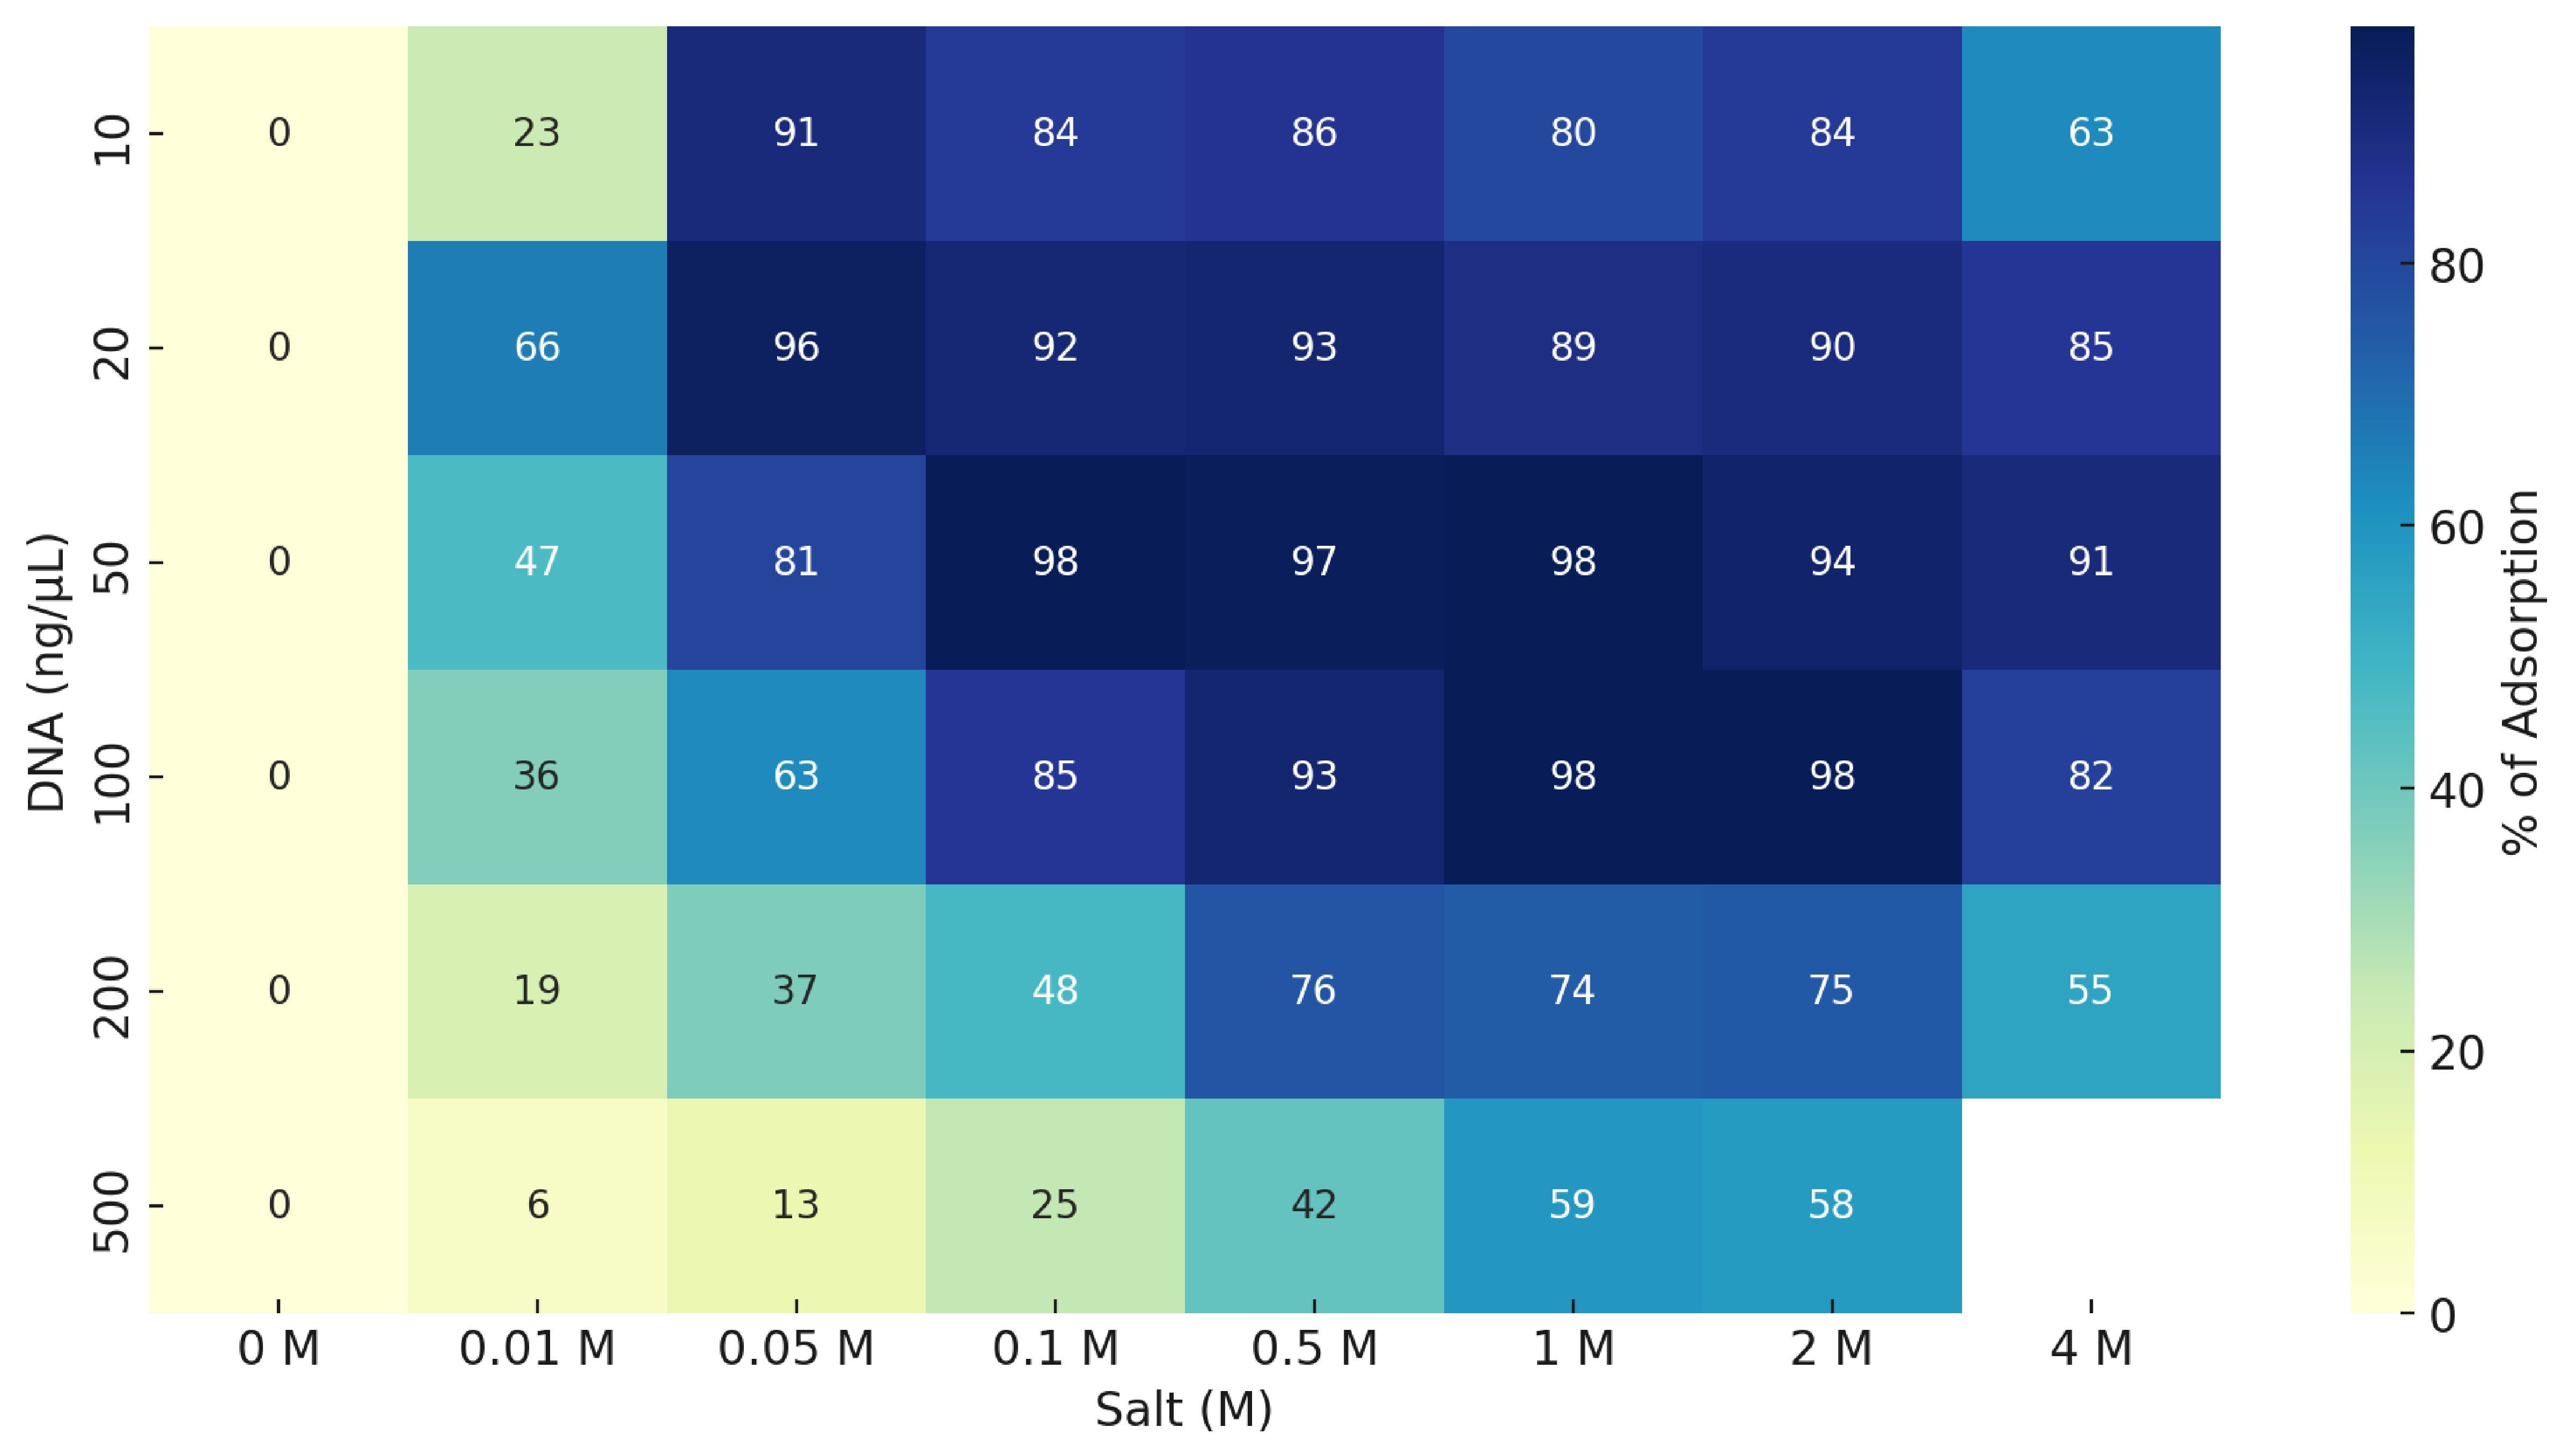 10 0 23 91 84 86 80 84 63
20 0 66 96 92 93 89 90 85
50 0 47 81 98 97 98 94 91
100 0 36 63 85 93 98 98 82
200 0 19 37 48 76 74 75 55
500 0 6 13 25 42 59 58
0 M 0.01 M 0.05 M 0.1 M 0.5 M 1 M 2 M 4 M
Salt (M)
DNA (ng/μL)
80
60
40
20
0
% of Adsorption